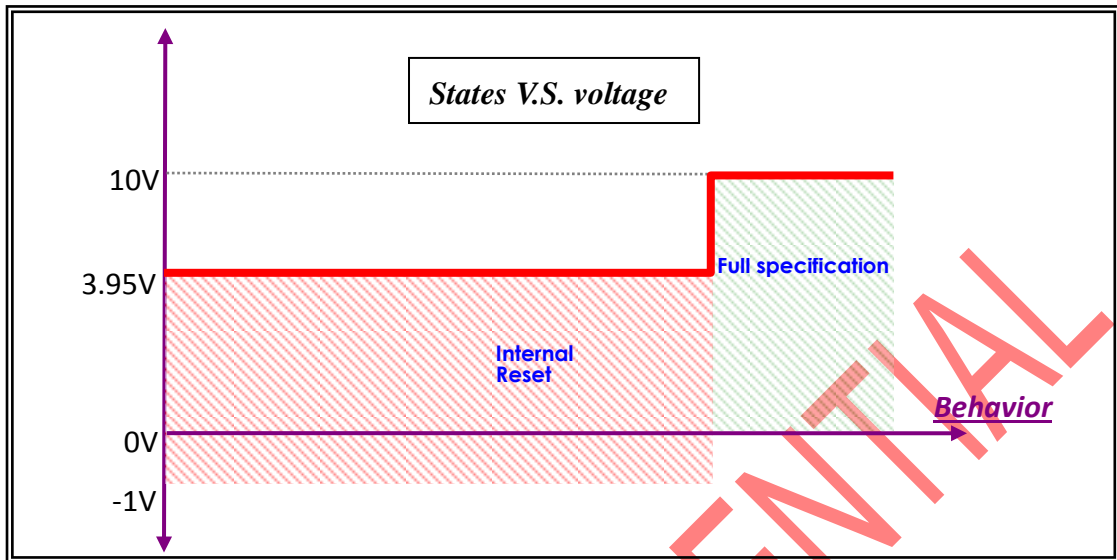 States V.S. voltage
10V
3.95V
Full specification
Internal
Reset
Behavior
0V
-1V
ENTIAL